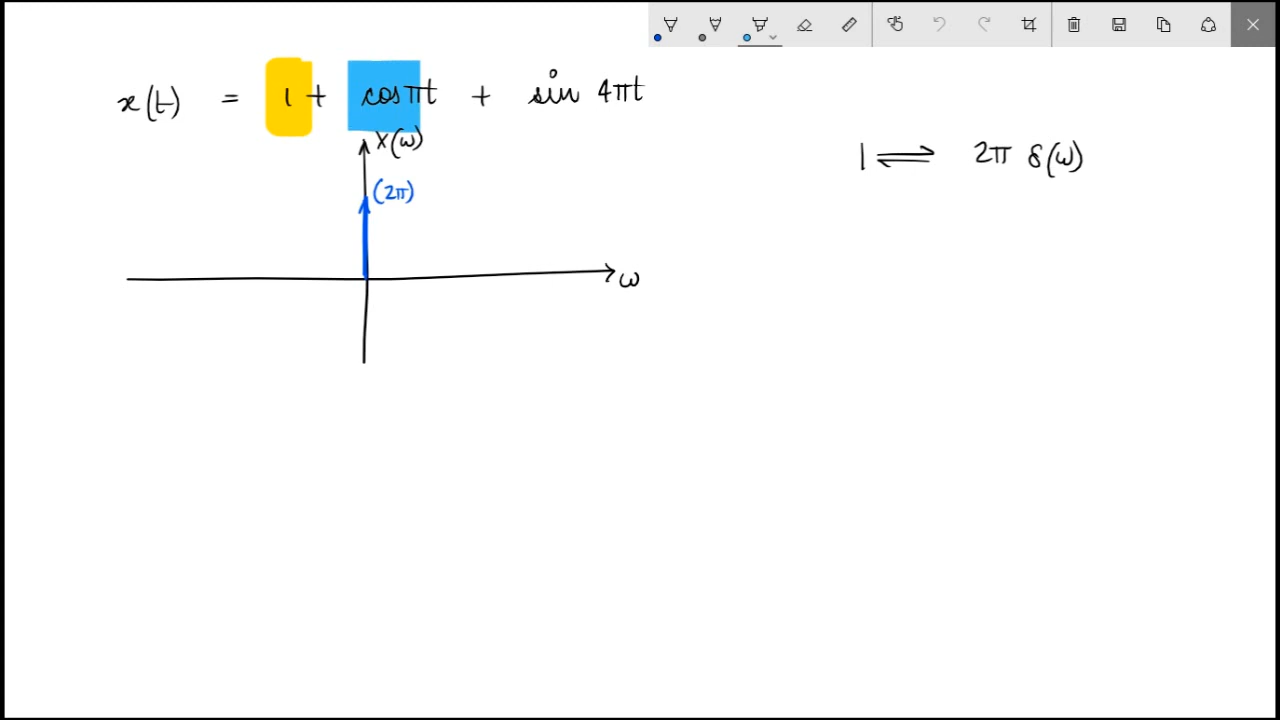 x(t) = 1 + cosπt + sin 4πt
X(ω)
1 ⇌ 2π δ(ω)
(2π)
ω